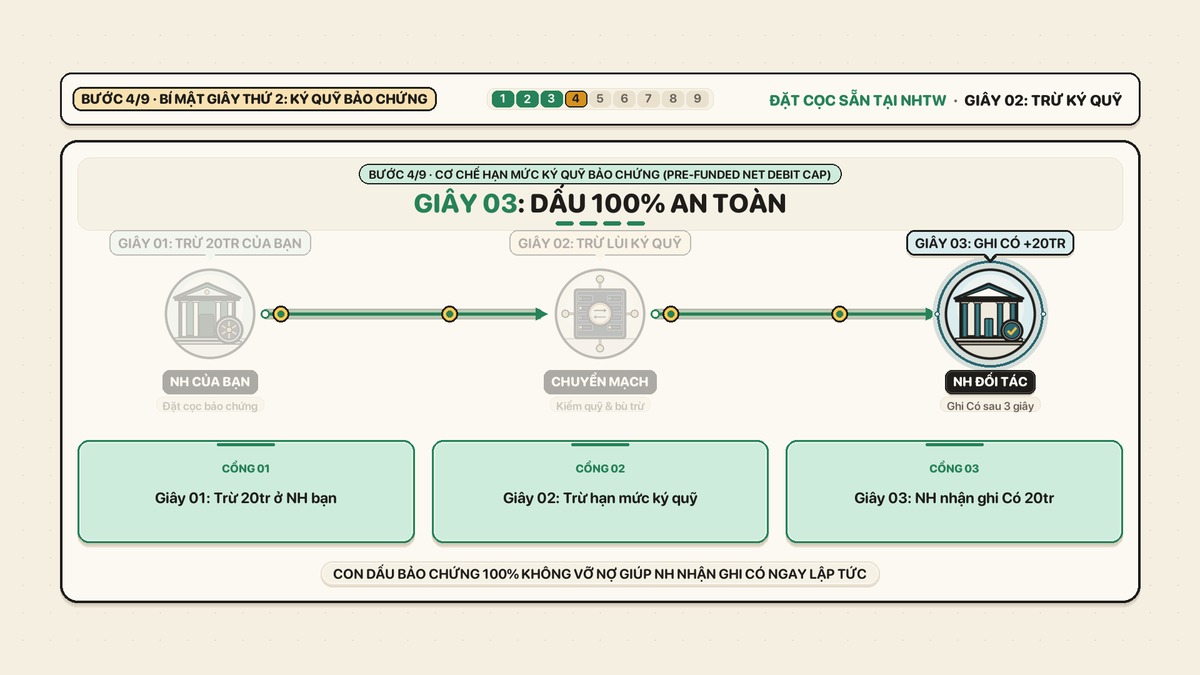 BƯỚC 4/9 · BÍ MẬT GIÂY THỨ 2: KÝ QUỸ BẢO CHỨNG
1 2 3 4 5 6 7 8 9
ĐẶT CỌC SẴN TẠI NHTW · GIÂY 02: TRỪ KÝ QUỸ
BƯỚC 4/9 · CƠ CHẾ HẠN MỨC KÝ QUỸ BẢO CHỨNG (PRE-FUNDED NET DEBIT CAP)
GIÂY 03: DẤU 100% AN TOÀN
GIÂY 01: TRỪ 20TR CỦA BẠN
GIÂY 02: TRỪ LÙI KÝ QUỸ
GIÂY 03: GHI CÓ +20TR
NH CỦA BẠN
CHUYỂN MẠCH
NH ĐỐI TÁC
Đặt cọc bảo chứng
Kiểm quỹ & bù trừ
Ghi Có sau 3 giây
CỔNG 01
CỔNG 02
CỔNG 03
Giây 01: Trừ 20tr ở NH bạn
Giây 02: Trừ hạn mức ký quỹ
Giây 03: NH nhận ghi Có 20tr
CON DẤU BẢO CHỨNG 100% KHÔNG VỠ NỢ GIÚP NH NHẬN GHI CÓ NGAY LẬP TỨC